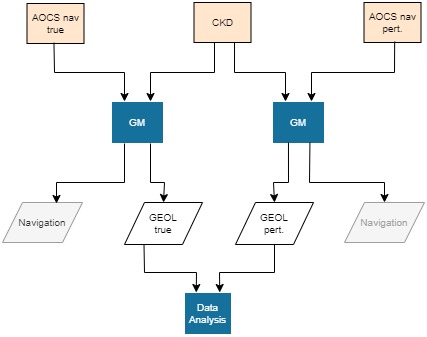 AOCS nav
true
CKD
AOCS nav
pert.
GM
GM
Navigation
GEOL
true
GEOL
pert.
Navigation
Data
Analysis